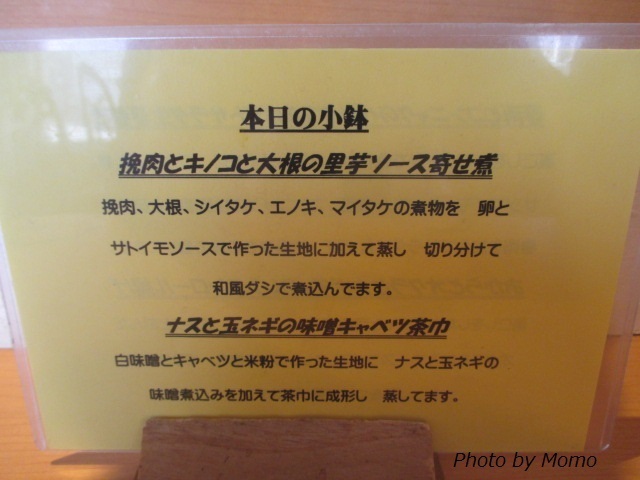 本日の小鉢
挽肉とキノコと大根の里芋ソース寄せ煮
挽肉、大根、シイタケ、エノキ、マイタケの煮物を　卵と
サトイモソースで作った生地に加えて蒸し　切り分けて
和風ダシで煮込んでます。
ナスと玉ネギの味噌キャベツ茶巾
白味噌とキャベツと米粉で作った生地に　ナスと玉ネギの
味噌煮込みを加えて茶巾に成形し　蒸してます。
Photo by Momo